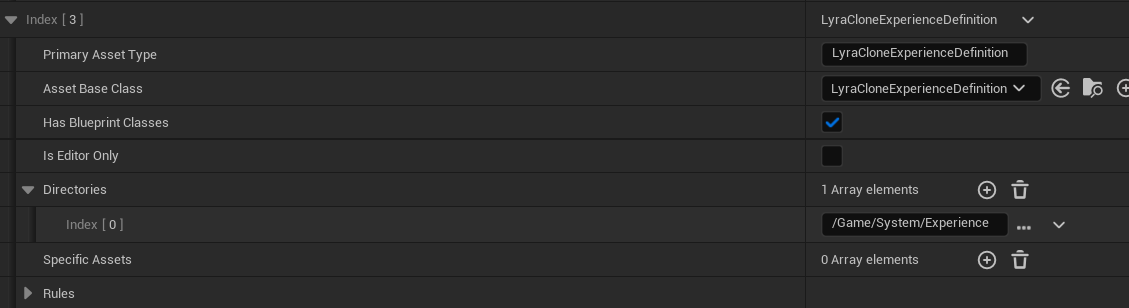 Index [ 3 ] LyraCloneExperienceDefinition
Primary Asset Type LyraCloneExperienceDefinition
Asset Base Class LyraCloneExperienceDefinition
Has Blueprint Classes
Is Editor Only
Directories 1 Array elements
Index [ 0 ] /Game/System/Experience
Specific Assets 0 Array elements
Rules